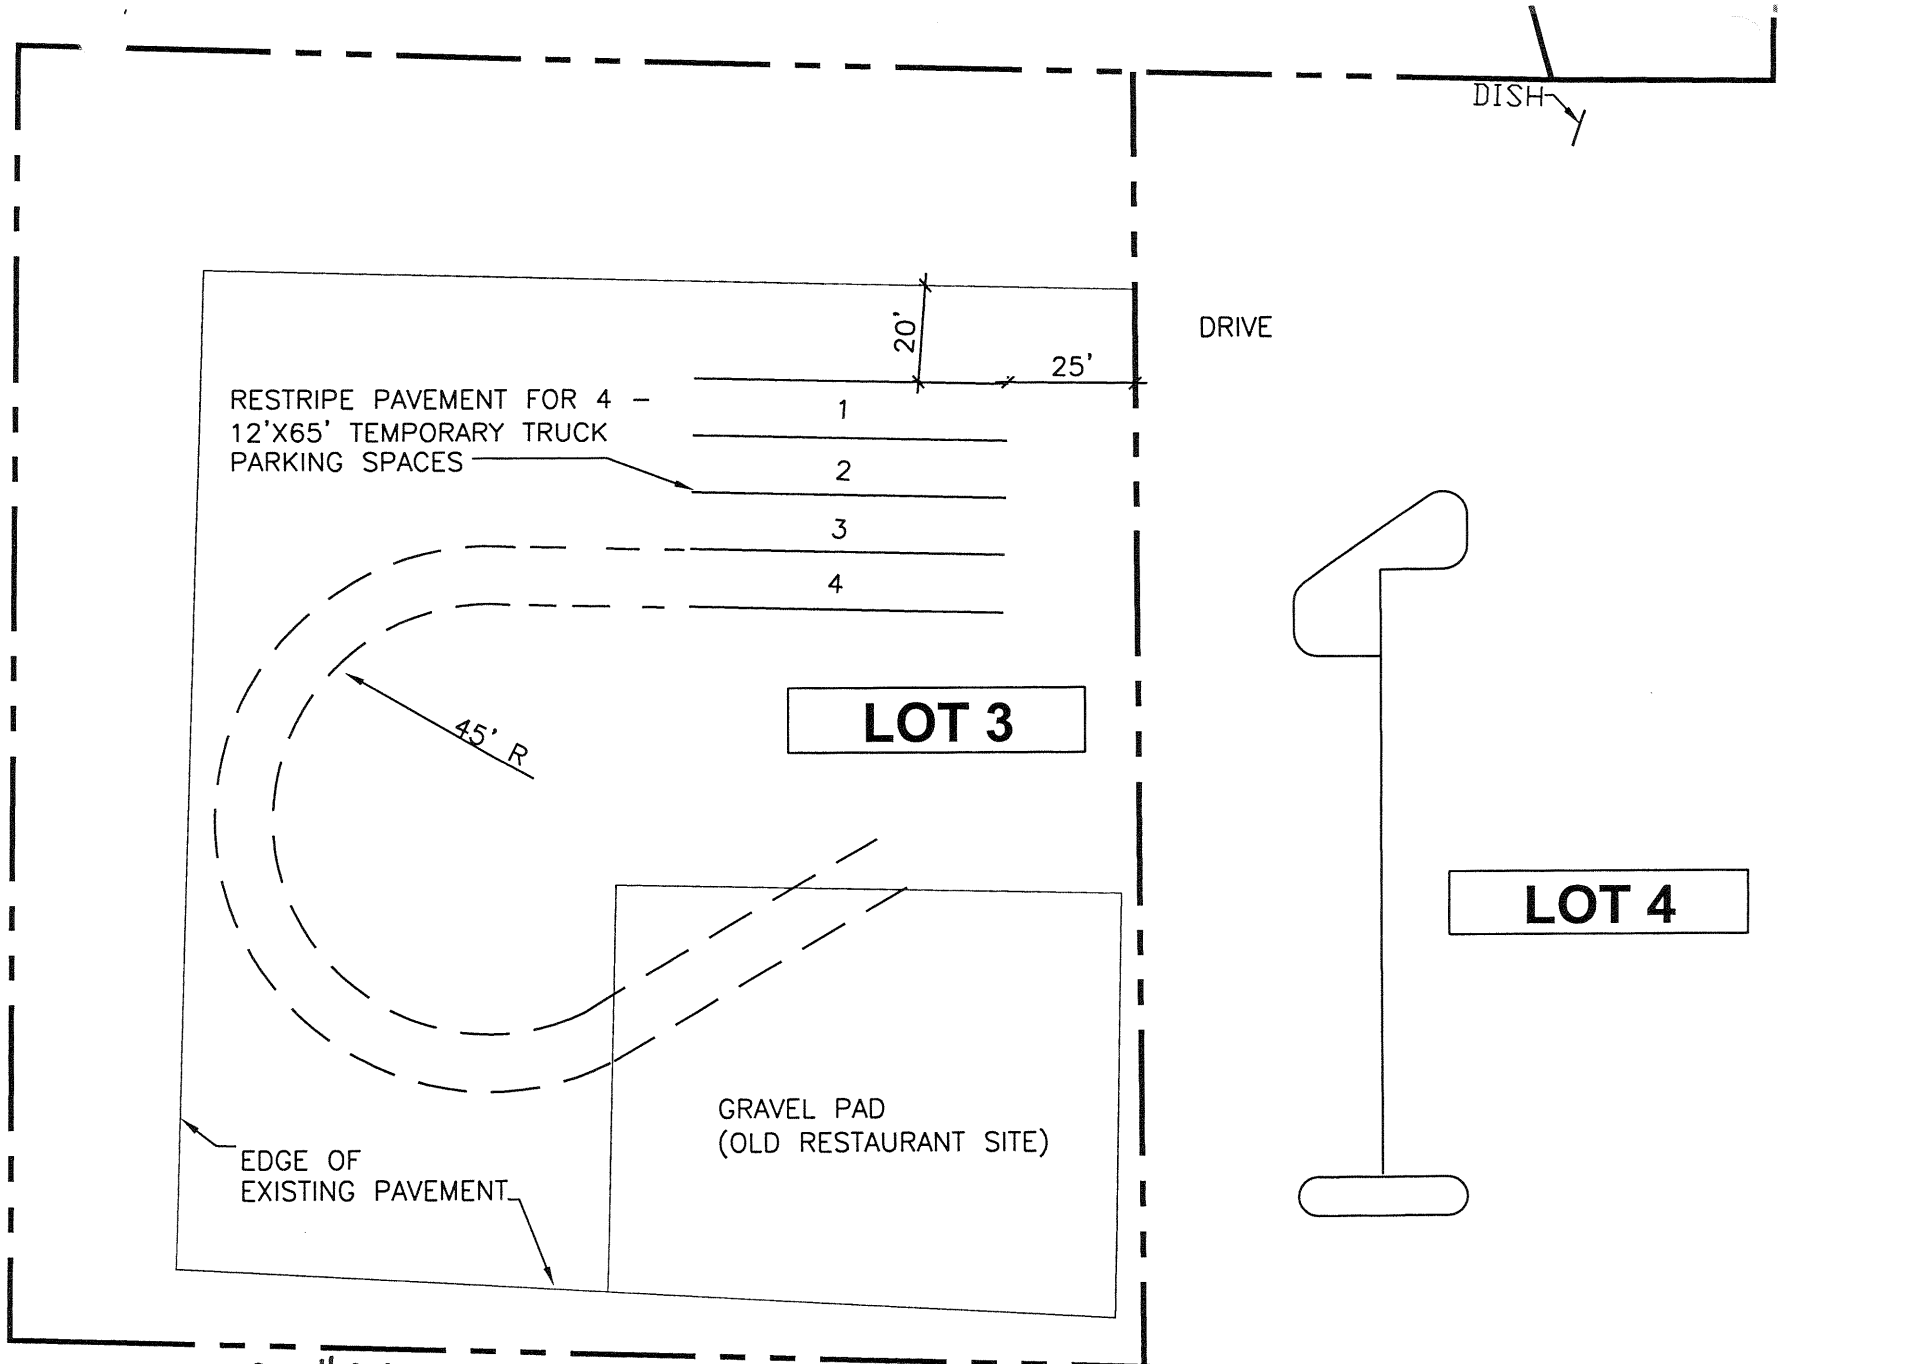 DISH
DRIVE
20'
25'
RESTRIPE PAVEMENT FOR 4 –
12'X65' TEMPORARY TRUCK
PARKING SPACES
1
2
3
4
45' R
LOT 3
LOT 4
GRAVEL PAD
(OLD RESTAURANT SITE)
EDGE OF
EXISTING PAVEMENT